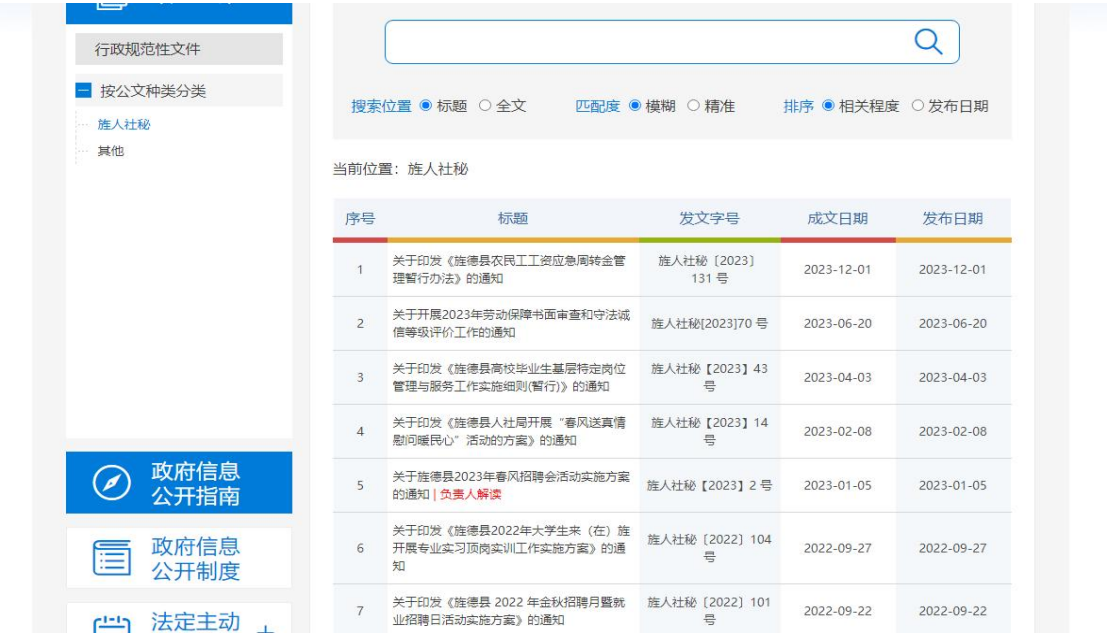 行政规范性文件
按公文种类分类
旌人社秘
其他
政府信息
公开指南
政府信息
公开制度
法定主动
搜索位置 标题 全文 匹配度 模糊 精准 排序 相关程度 发布日期
当前位置：旌人社秘
序号 标题 发文字号 成文日期 发布日期
1 关于印发《旌德县农民工工资应急周转金管 旌人社秘〔2023〕 2023-12-01 2023-12-01
理暂行办法》的通知 131 号
2 关于开展2023年劳动保障书面审查和守法诚 旌人社秘[2023]70 号 2023-06-20 2023-06-20
信等级评价工作的通知
3 关于印发《旌德县高校毕业生基层特定岗位 旌人社秘【2023】43 2023-04-03 2023-04-03
管理与服务工作实施细则(暂行)》的通知 号
4 关于印发《旌德县人社局开展“春风送真情 旌人社秘【2023】14 2023-02-08 2023-02-08
慰问暖民心”活动的方案》的通知 号
5 关于旌德县2023年春风招聘会活动实施方案 旌人社秘【2023】2 号 2023-01-05 2023-01-05
的通知 | 负责人解读
6 关于印发《旌德县2022年大学生来（在）旌 旌人社秘〔2022〕104 2022-09-27 2022-09-27
开展专业实习顶岗实训工作实施方案》的通 号
知
7 关于印发《旌德县 2022 年金秋招聘月暨就 旌人社秘〔2022〕101 2022-09-22 2022-09-22
业招聘日活动实施方案》的通知 号